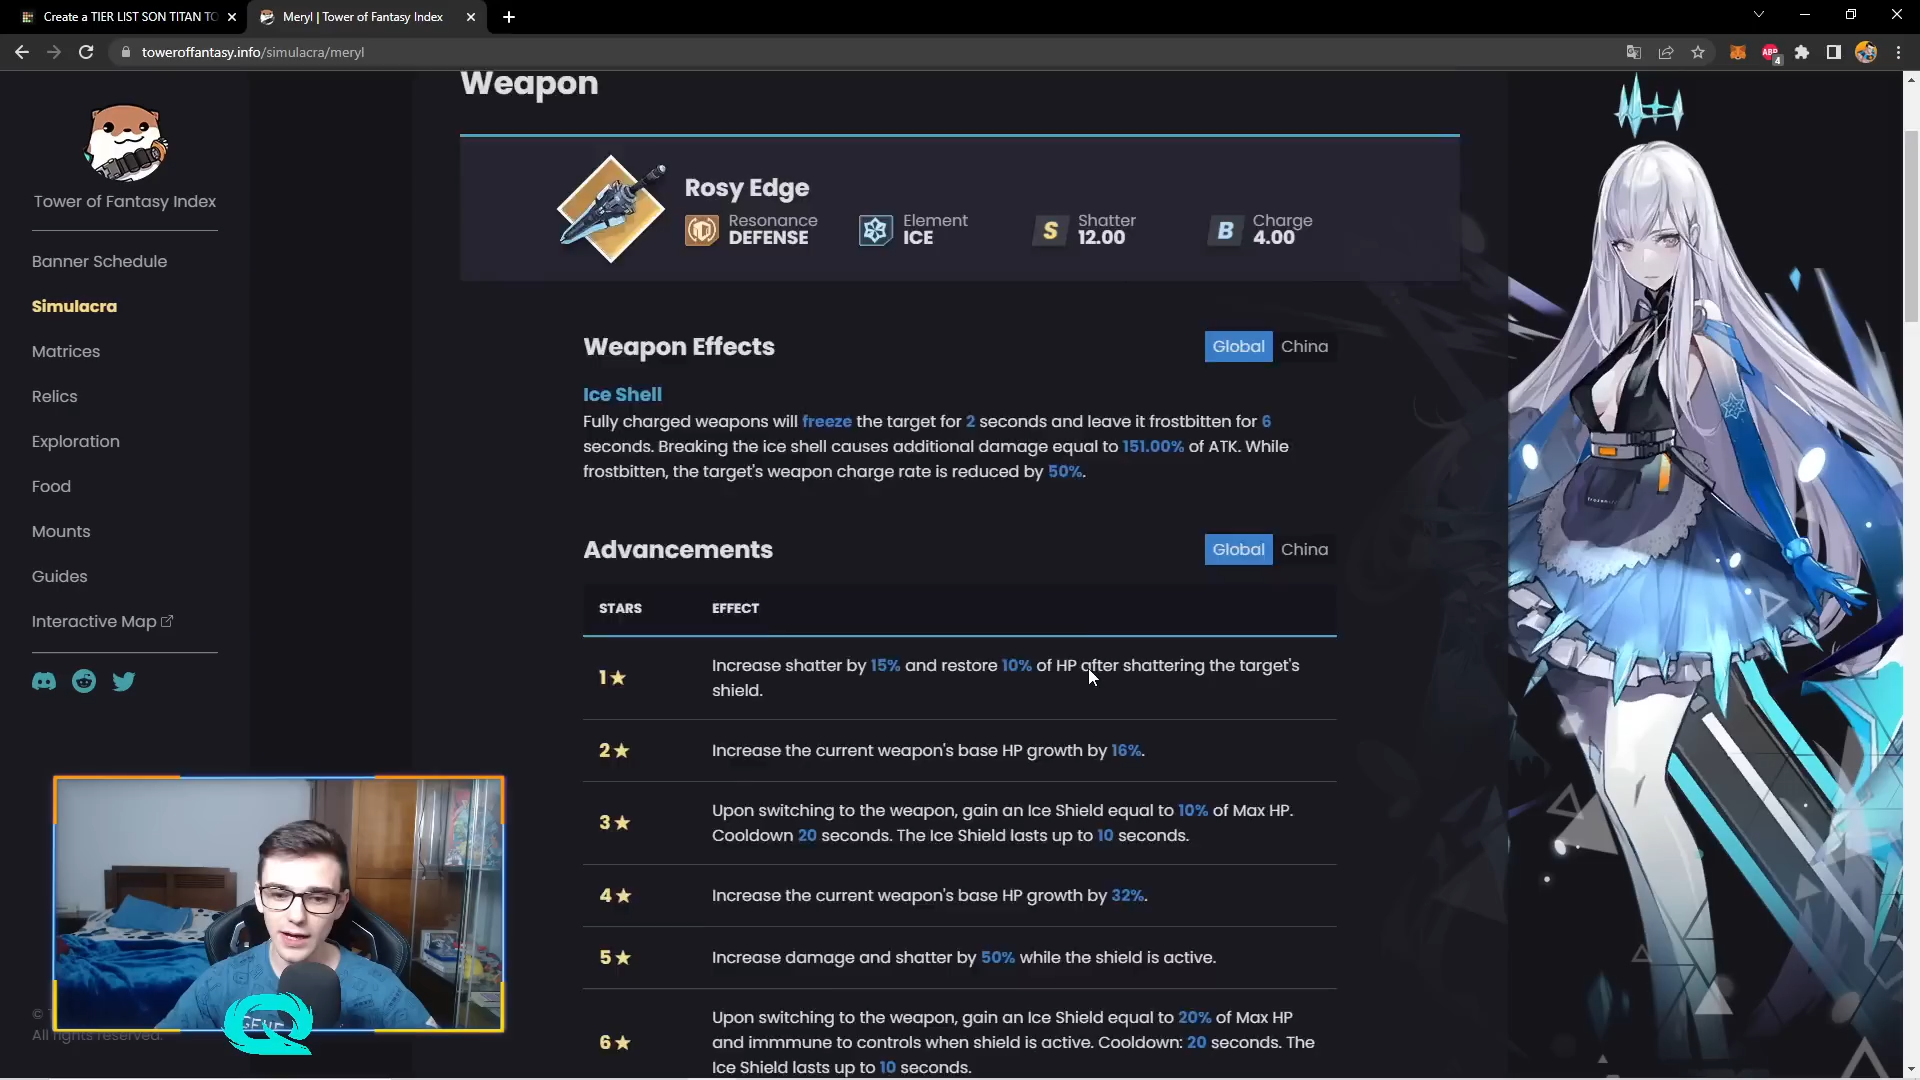 Create a TIER LIST SON TITAN TO
Meryl | Tower of Fantasy Index
toweroffantasy.info/simulacra/meryl
ABP
4
Tower of Fantasy Index
Banner Schedule
Simulacra
Matrices
Relics
Exploration
Food
Mounts
Guides
Interactive Map
All rights reserved.
Weapon
Rosy Edge
Resonance
DEFENSE
Element
ICE
S
Shatter
12.00
B
Charge
4.00
Weapon Effects
Global China
Ice Shell
Fully charged weapons will freeze the target for 2 seconds and leave it frostbitten for 6
seconds. Breaking the ice shell causes additional damage equal to 151.00% of ATK. While
frostbitten, the target's weapon charge rate is reduced by 50%.
Advancements
Global China
STARS EFFECT
1★ Increase shatter by 15% and restore 10% of HP after shattering the target's
shield.
2★ Increase the current weapon's base HP growth by 16%.
3★ Upon switching to the weapon, gain an Ice Shield equal to 10% of Max HP.
Cooldown 20 seconds. The Ice Shield lasts up to 10 seconds.
4★ Increase the current weapon's base HP growth by 32%.
5★ Increase damage and shatter by 50% while the shield is active.
6★ Upon switching to the weapon, gain an Ice Shield equal to 20% of Max HP
and immmune to controls when shield is active. Cooldown: 20 seconds. The
Ice Shield lasts up to 10 seconds.